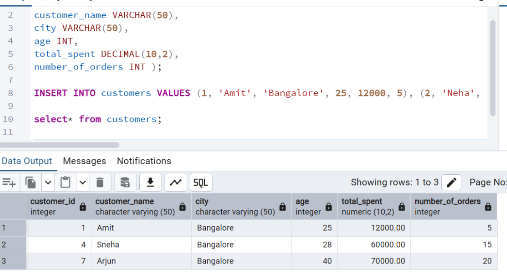 2 customer_name VARCHAR(50),
3 city VARCHAR(50),
4 age INT,
5 total_spent DECIMAL(10,2),
6 number_of_orders INT );
7
8 INSERT INTO customers VALUES (1, 'Amit', 'Bangalore', 25, 12000, 5), (2, 'Neha',
9
10 select* from customers;
11
Data Output Messages Notifications
SQL Showing rows: 1 to 3 Page No:
customer_id customer_name city age total_spent number_of_orders
integer character varying (50) character varying (50) integer numeric (10,2) integer
1 1 Amit Bangalore 25 12000.00 5
2 4 Sneha Bangalore 28 60000.00 15
3 7 Arjun Bangalore 40 70000.00 20